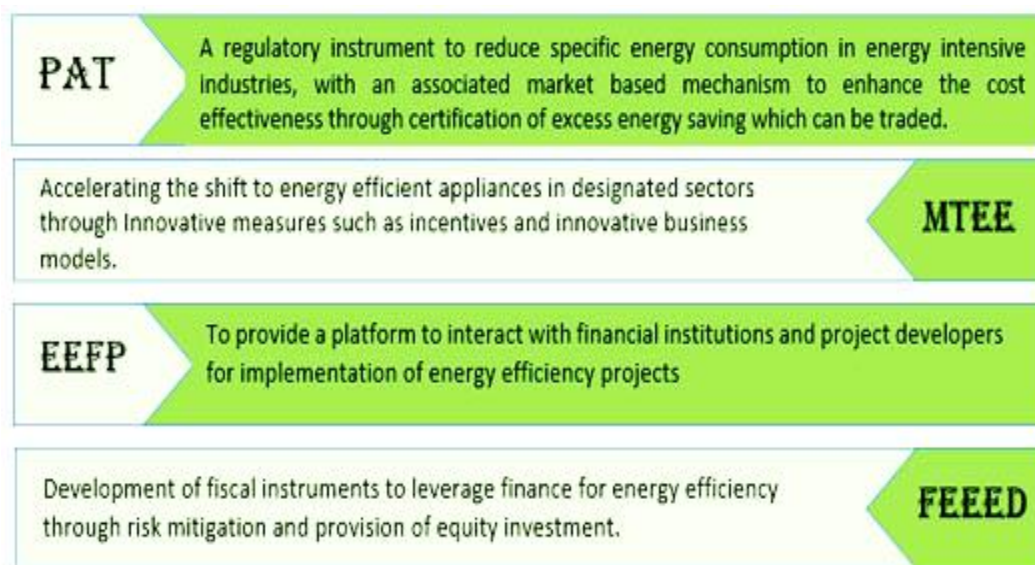 PAT
A regulatory instrument to reduce specific energy consumption in energy intensive
industries, with an associated market based mechanism to enhance the cost
effectiveness through certification of excess energy saving which can be traded.
Accelerating the shift to energy efficient appliances in designated sectors
through Innovative measures such as incentives and innovative business
models.
MTEE
EEFP
To provide a platform to interact with financial institutions and project developers
for implementation of energy efficiency projects
Development of fiscal instruments to leverage finance for energy efficiency
through risk mitigation and provision of equity investment.
FEEED